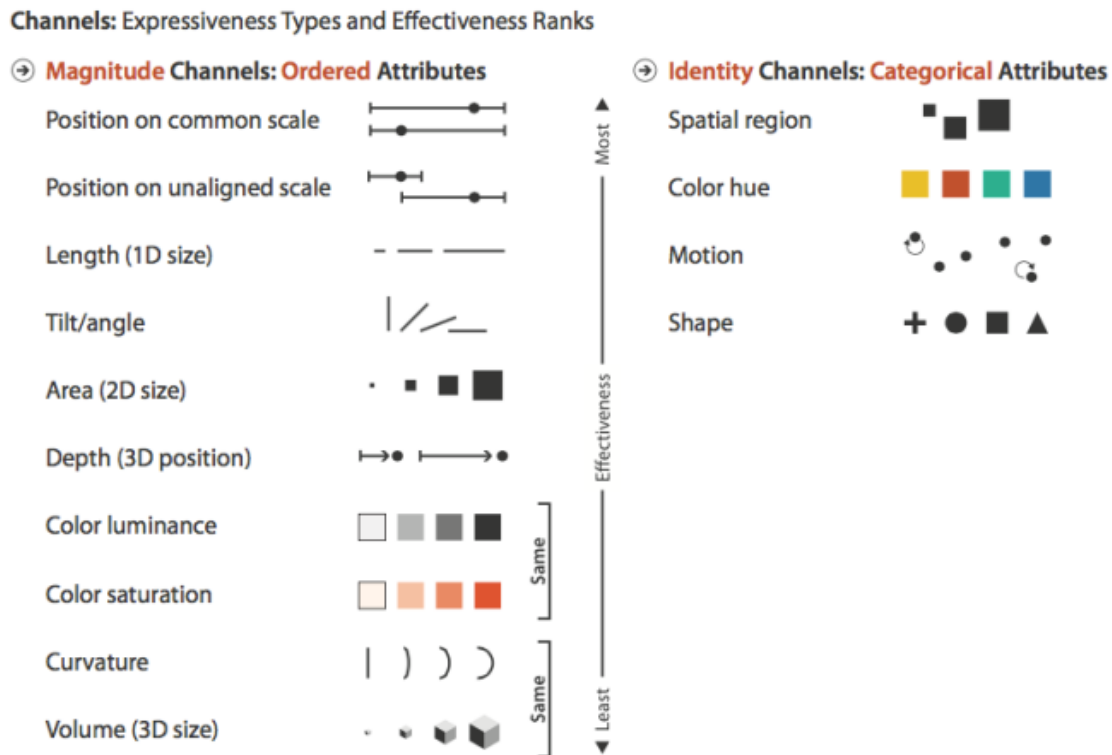 Channels: Expressiveness Types and Effectiveness Ranks
Magnitude Channels: Ordered Attributes
Position on common scale
Position on unaligned scale
Length (1D size)
Tilt/angle
Area (2D size)
Depth (3D position)
Color luminance
Color saturation
Same
Curvature
Volume (3D size)
Same
Most
Effectiveness
Least
Identity Channels: Categorical Attributes
Spatial region
Color hue
Motion
Shape